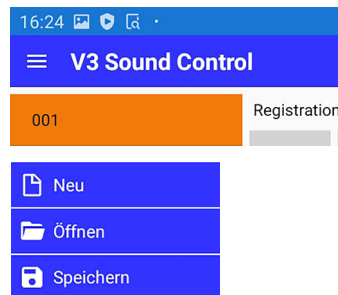 16:24
V3 Sound Control
001
Registration
Neu
Öffnen
Speichern